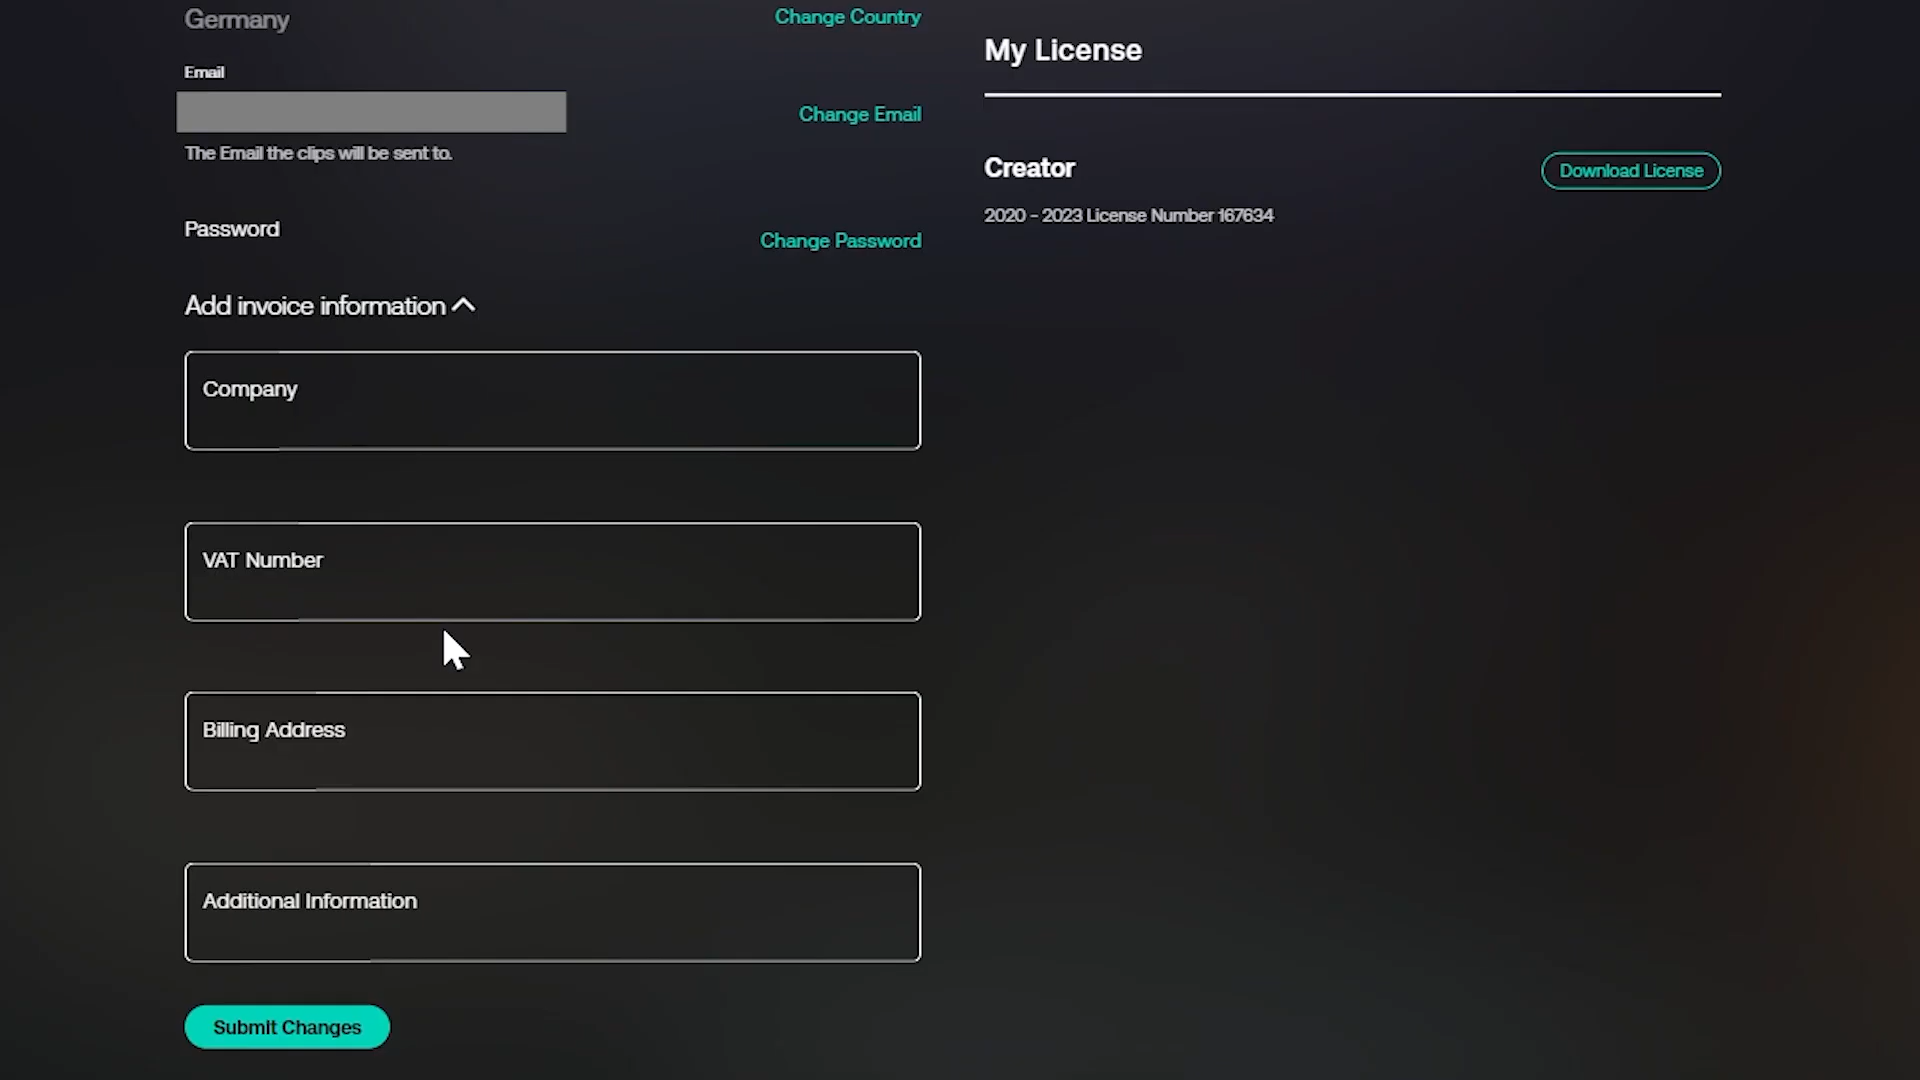 Germany
Change Country
Email
Change Email
The Email the clips will be sent to.
Password
Change Password
Add invoice information
Company
VAT Number
Billing Address
Additional Information
Submit Changes
My License
Creator
Download License
2020 - 2023 License Number 167634